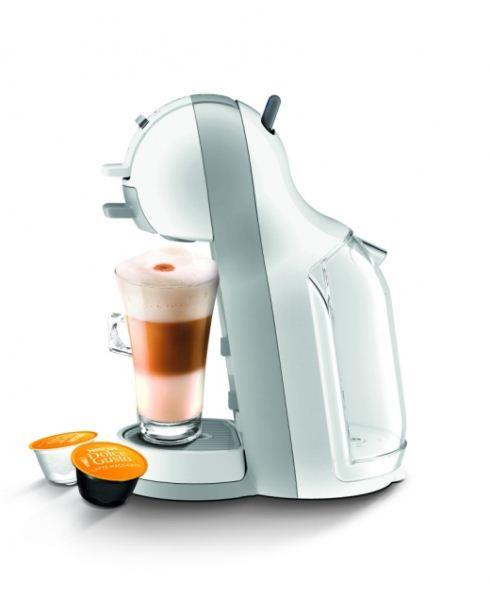 NESCAFÉ
Dolce
Gusto
LATTE MACCHIATO